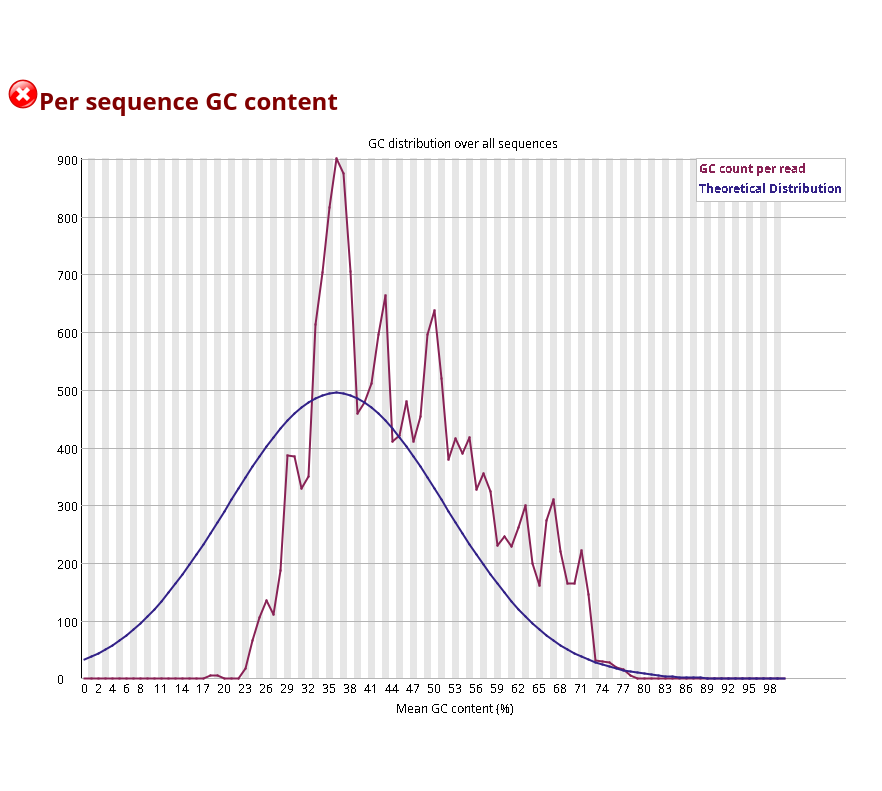 Per sequence GC content
GC distribution over all sequences
GC count per read
Theoretical Distribution
900
800
700
600
500
400
300
200
100
0
0 2 4 6 8 11 14 17 20 23 26 29 32 35 38 41 44 47 50 53 56 59 62 65 68 71 74 77 80 83 86 89 92 95 98
Mean GC content (%)